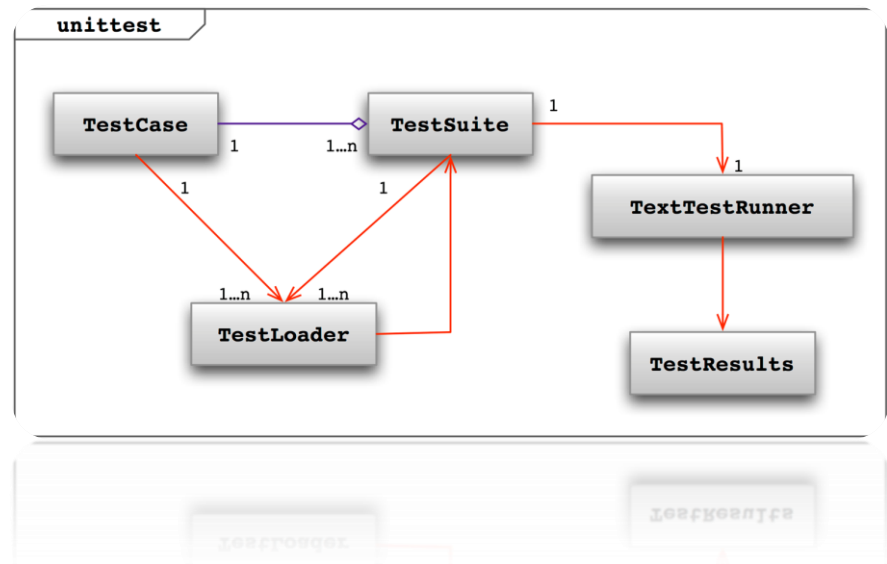 unittest
TestCase
TestSuite
1
1
1…n
1
TextTestRunner
1
1
1…n
1…n
TestLoader
TestResults